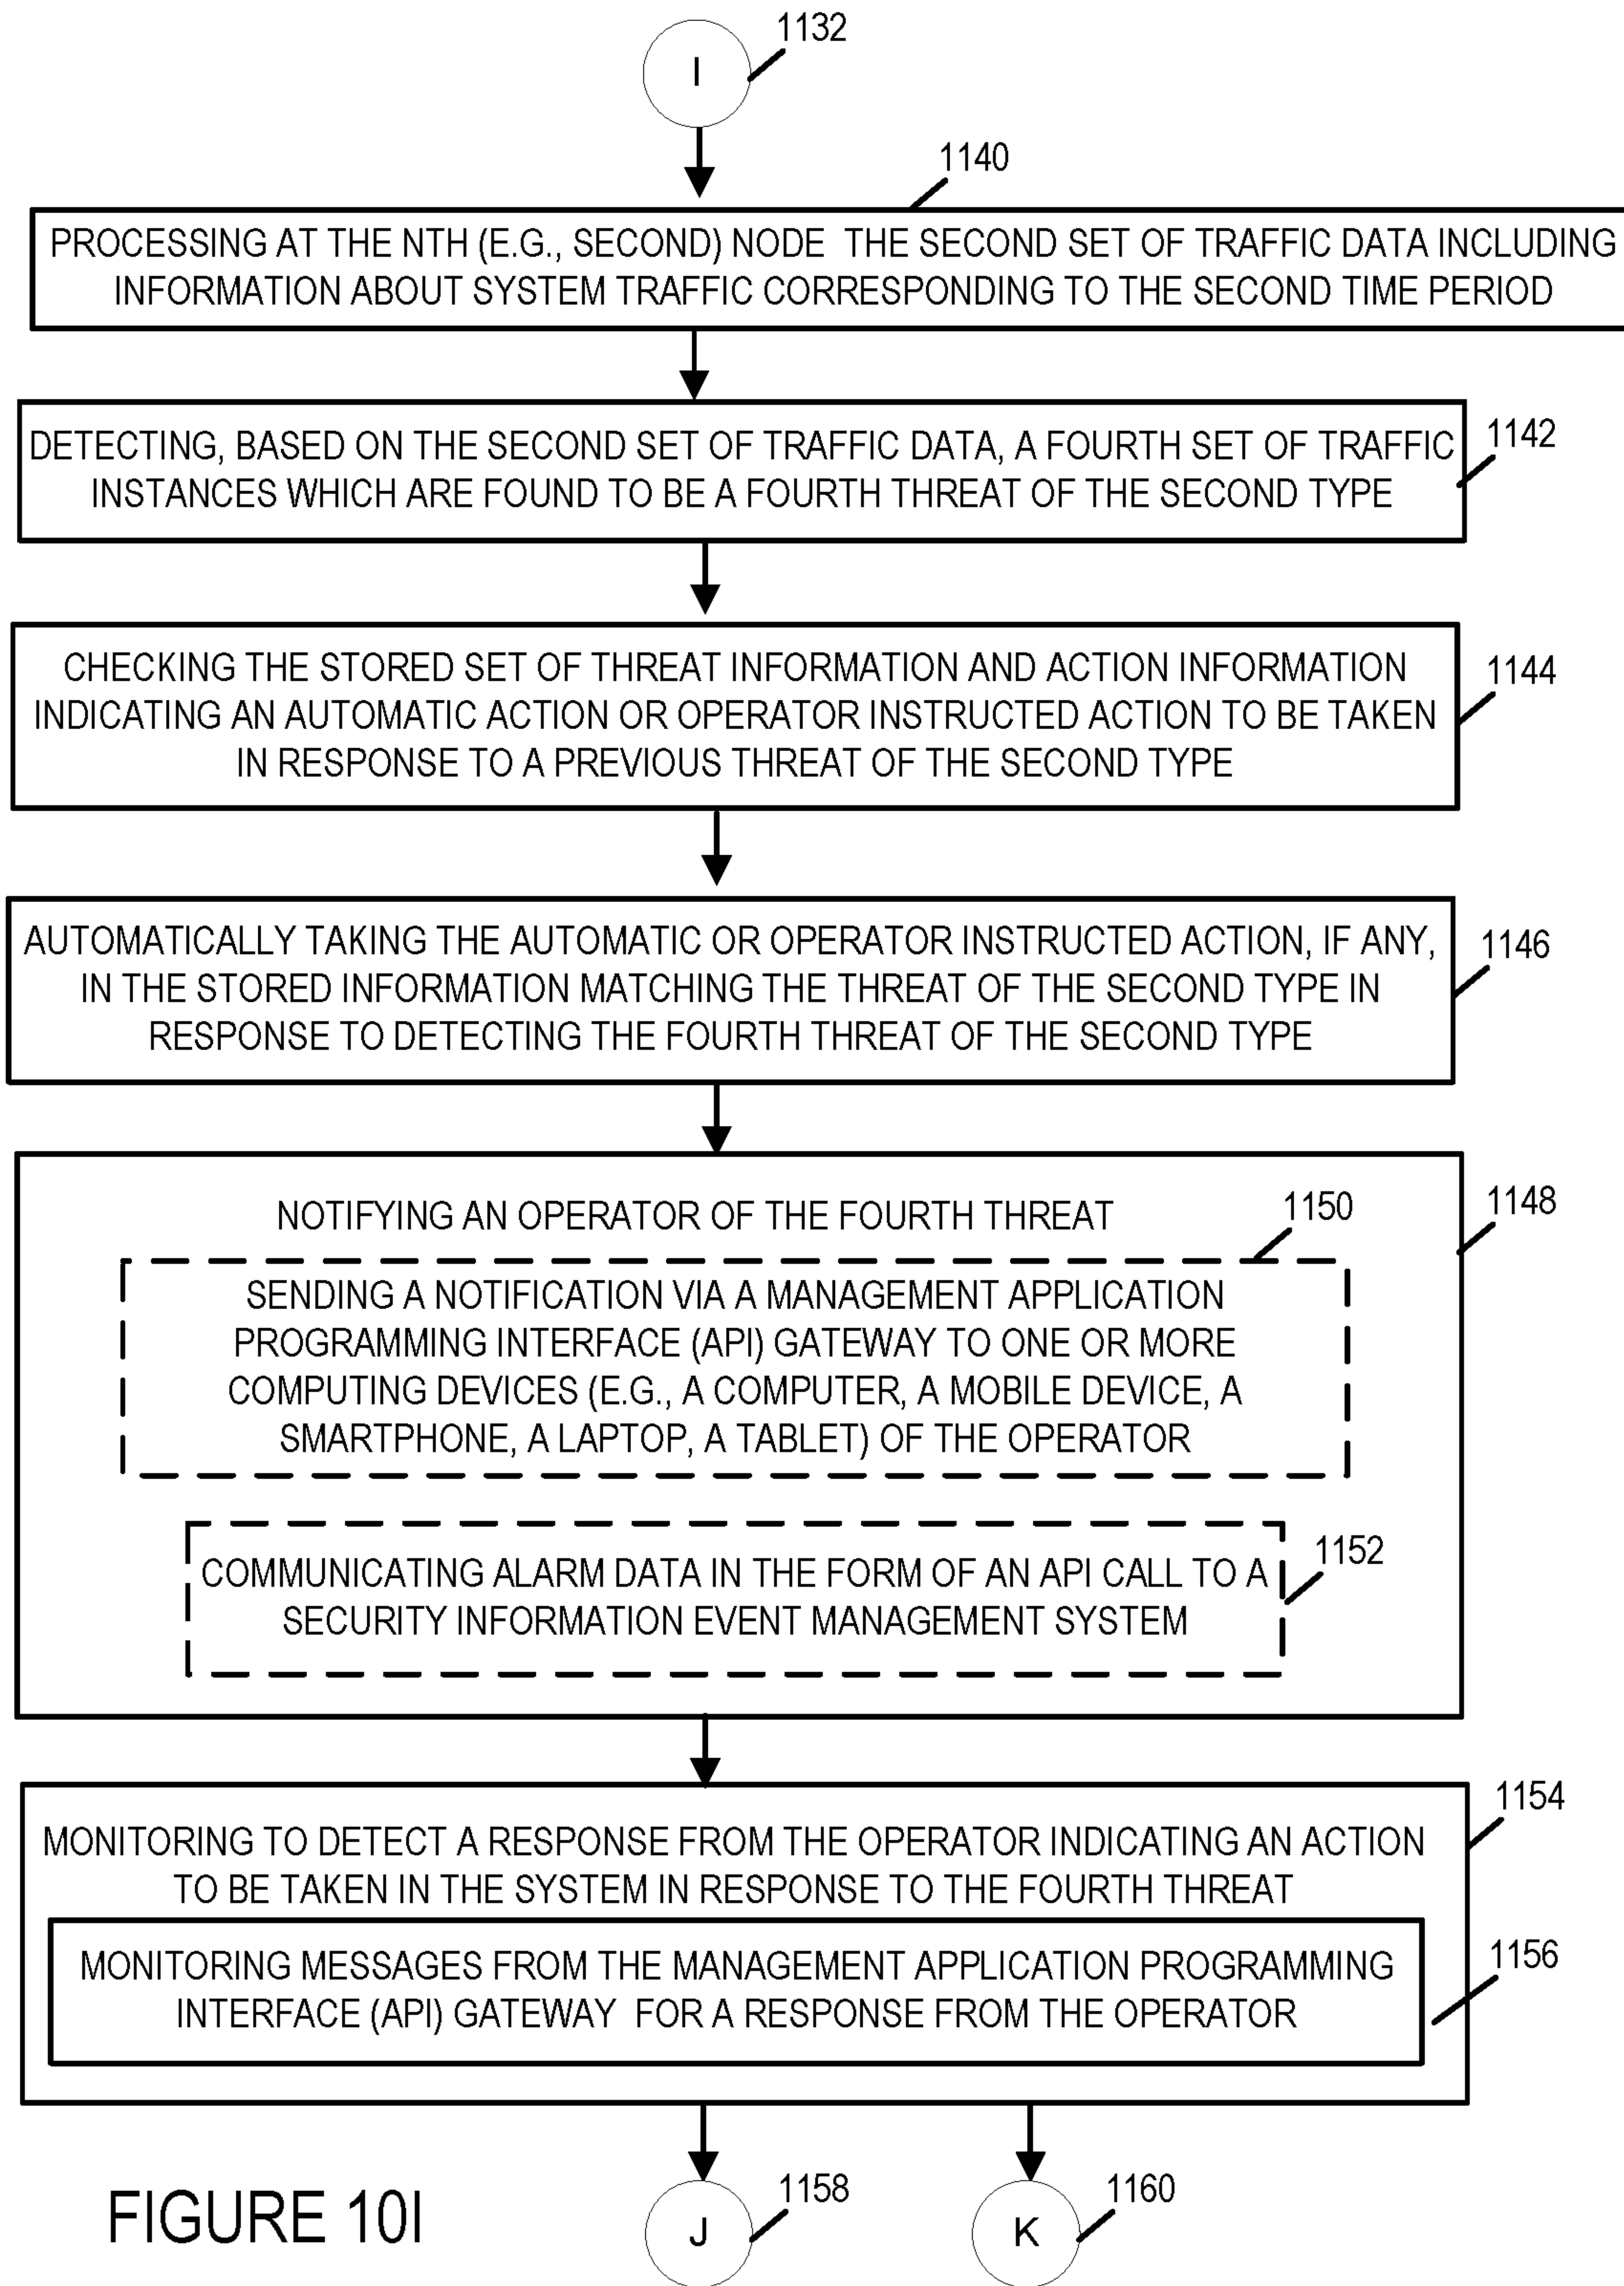 1132
I
1140
PROCESSING AT THE NTH (E.G., SECOND) NODE THE SECOND SET OF TRAFFIC DATA INCLUDING
INFORMATION ABOUT SYSTEM TRAFFIC CORRESPONDING TO THE SECOND TIME PERIOD
DETECTING, BASED ON THE SECOND SET OF TRAFFIC DATA, A FOURTH SET OF TRAFFIC
INSTANCES WHICH ARE FOUND TO BE A FOURTH THREAT OF THE SECOND TYPE
1142
CHECKING THE STORED SET OF THREAT INFORMATION AND ACTION INFORMATION
INDICATING AN AUTOMATIC ACTION OR OPERATOR INSTRUCTED ACTION TO BE TAKEN
IN RESPONSE TO A PREVIOUS THREAT OF THE SECOND TYPE
1144
AUTOMATICALLY TAKING THE AUTOMATIC OR OPERATOR INSTRUCTED ACTION, IF ANY,
IN THE STORED INFORMATION MATCHING THE THREAT OF THE SECOND TYPE IN
RESPONSE TO DETECTING THE FOURTH THREAT OF THE SECOND TYPE
1146
NOTIFYING AN OPERATOR OF THE FOURTH THREAT
1150
1148
SENDING A NOTIFICATION VIA A MANAGEMENT APPLICATION
PROGRAMMING INTERFACE (API) GATEWAY TO ONE OR MORE
COMPUTING DEVICES (E.G., A COMPUTER, A MOBILE DEVICE, A
SMARTPHONE, A LAPTOP, A TABLET) OF THE OPERATOR
COMMUNICATING ALARM DATA IN THE FORM OF AN API CALL TO A
SECURITY INFORMATION EVENT MANAGEMENT SYSTEM
1152
MONITORING TO DETECT A RESPONSE FROM THE OPERATOR INDICATING AN ACTION
TO BE TAKEN IN THE SYSTEM IN RESPONSE TO THE FOURTH THREAT
1154
MONITORING MESSAGES FROM THE MANAGEMENT APPLICATION PROGRAMMING
INTERFACE (API) GATEWAY FOR A RESPONSE FROM THE OPERATOR
1156
FIGURE 10I
J
1158
K
1160